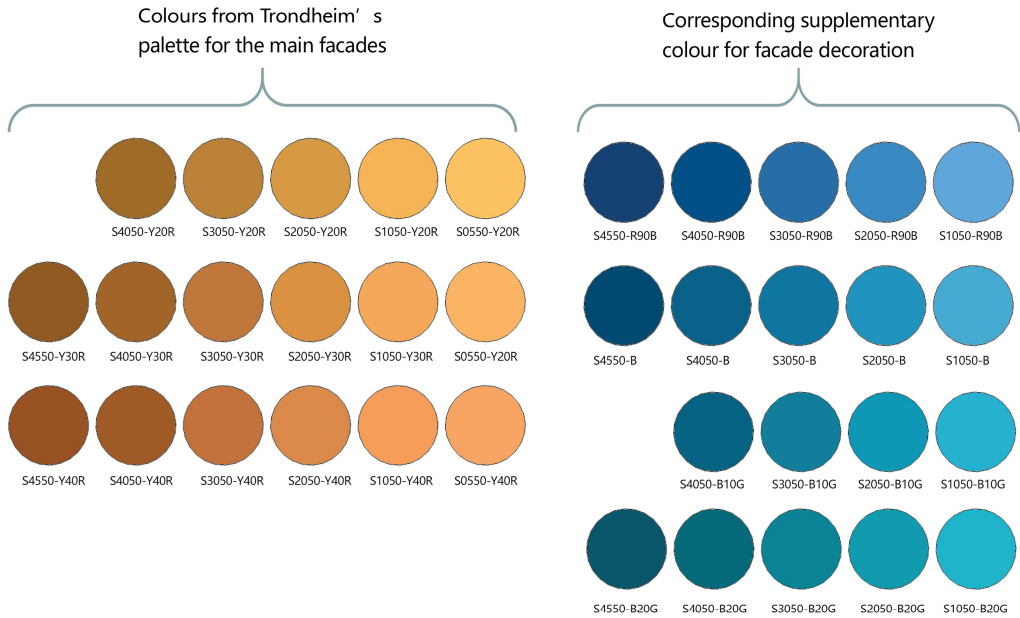 Colours from Trondheim’s
palette for the main facades
Corresponding supplementary
colour for facade decoration
S4050-Y20R S3050-Y20R S2050-Y20R S1050-Y20R S0550-Y20R
S4550-R90B S4050-R90B S3050-R90B S2050-R90B S1050-R90B
S4550-Y30R S4050-Y30R S3050-Y30R S2050-Y30R S1050-Y30R S0550-Y20R
S4550-B S4050-B S3050-B S2050-B S1050-B
S4550-Y40R S4050-Y40R S3050-Y40R S2050-Y40R S1050-Y40R S0550-Y40R
S4050-B10G S3050-B10G S2050-B10G S1050-B10G
S4550-B20G S4050-B20G S3050-B20G S2050-B20G S1050-B20G